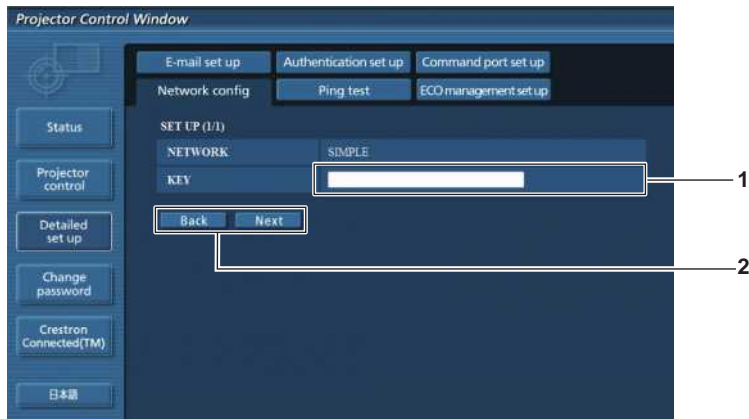 Projector Control Window
E-mail set up
Authentication set up
Command port set up
Network config
Ping test
ECO management set up
Status
Projector
control
Detailed
set up
Change
password
Crestron
Connected(TM)
日本語
SET UP (1/1)
NETWORK
SIMPLE
KEY
Back
Next
1
2